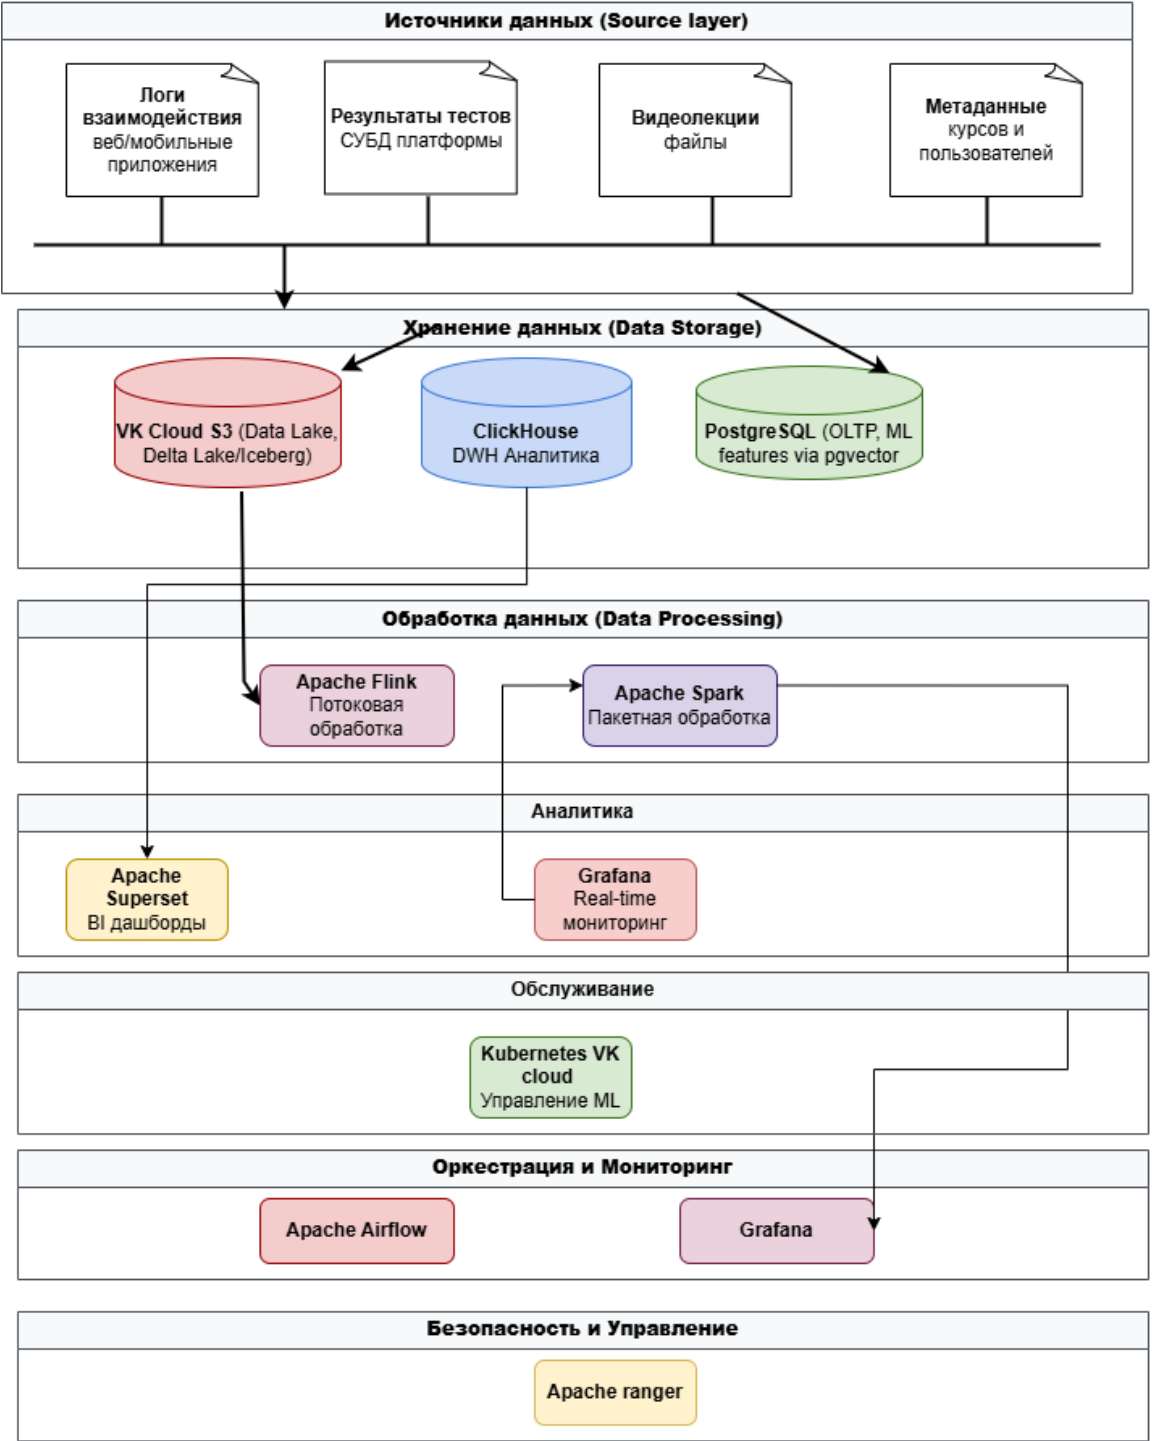 Источники данных (Source layer)
Логи
взаимодействия
веб/мобильные
приложения
Результаты тестов
СУБД платформы
Видеолекции
файлы
Метаданные
курсов и
пользователей
Хранение данных (Data Storage)
VK Cloud S3 (Data Lake,
Delta Lake/Iceberg)
ClickHouse
DWH Аналитика
PostgreSQL (OLTP, ML
features via pgvector
Обработка данных (Data Processing)
Apache Flink
Потоковая
обработка
Apache Spark
Пакетная обработка
Аналитика
Apache
Superset
BI дашборды
Grafana
Real-time
мониторинг
Обслуживание
Kubernetes VK
cloud
Управление ML
Оркестрация и Мониторинг
Apache Airflow
Grafana
Безопасность и Управление
Apache ranger